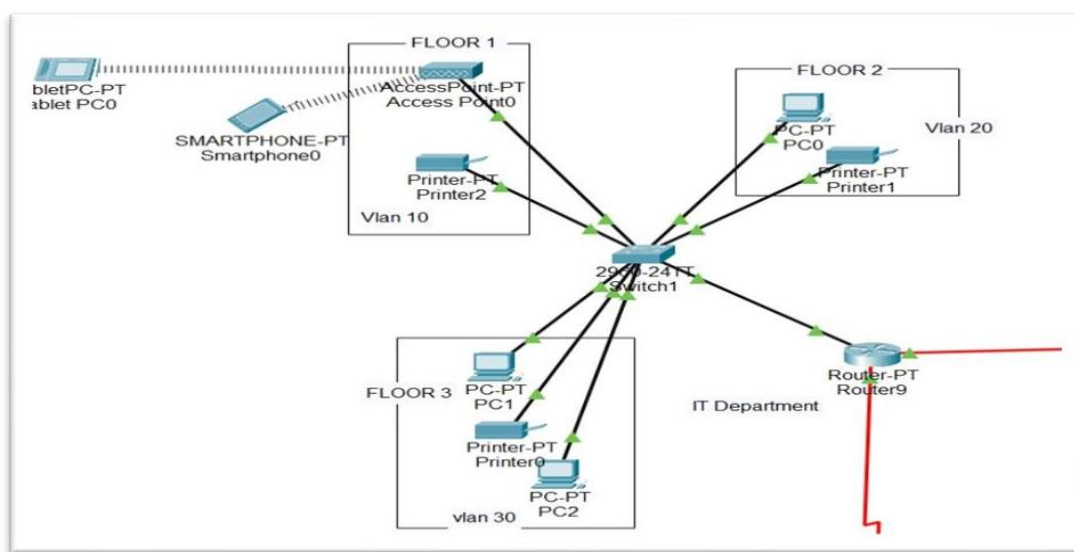 FLOOR 1
AccessPoint-PT
Access Point0
bletPC-PT
ablet PC0
SMARTPHONE-PT
Smartphone0
Printer-PT
Printer2
Vlan 10
FLOOR 2
PC-PT
PC0
Vlan 20
Printer-PT
Printer1
2960-24TT
Switch1
FLOOR 3
PC-PT
PC1
Printer-PT
Printer0
PC-PT
PC2
vlan 30
Router-PT
Router9
IT Department